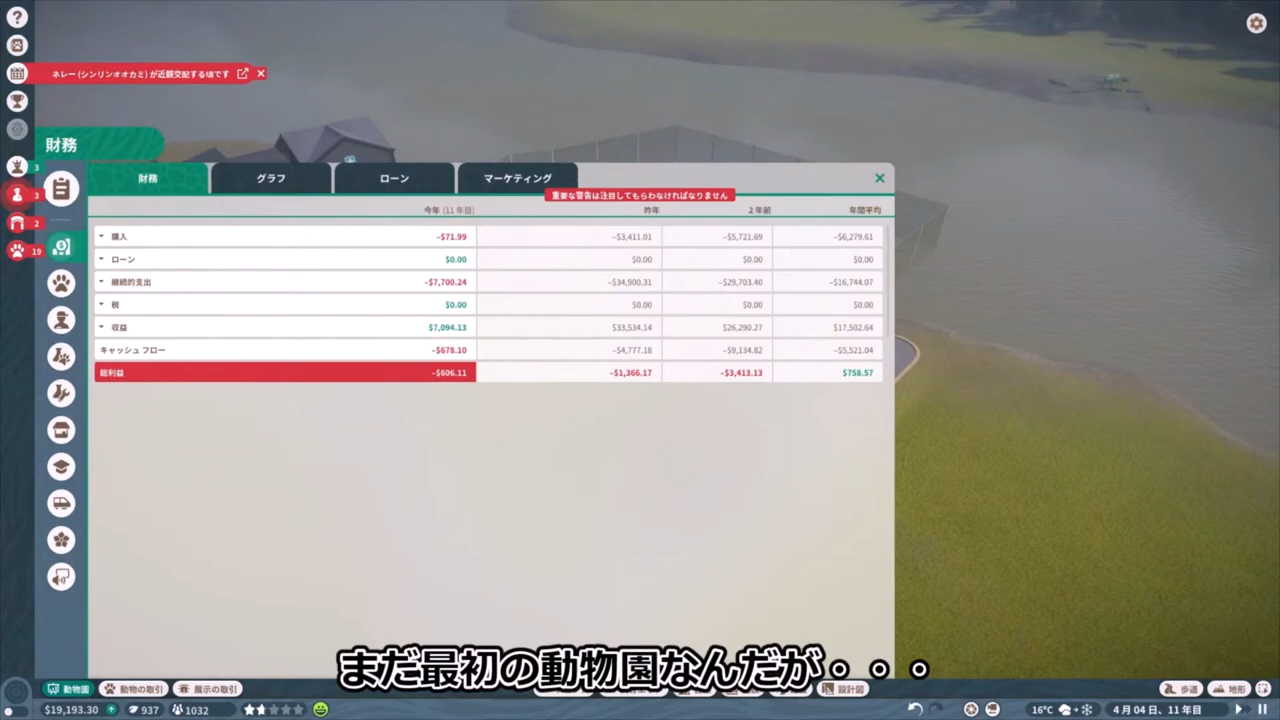 ネレー (シンリンオオカミ) が近親交配する頃です
3
3
2
19
財務
財務 グラフ ローン マーケティング
重要な警告は注目してもらわなければなりません
今年 (11 年目) 昨年 2 年前 年間平均
購入 -$71.99 -$3,411.01 -$5,721.69 -$6,279.61
ローン $0.00 $0.00 $0.00 $0.00
継続的支出 -$7,700.24 -$34,900.31 -$29,703.40 -$16,744.07
税 $0.00 $0.00 $0.00 $0.00
収益 $7,094.13 $33,534.14 $26,290.27 $17,502.64
キャッシュ フロー -$678.10 -$4,777.18 -$9,134.82 -$5,521.04
総利益 -$606.11 -$1,366.17 -$3,413.13 $758.57
まだ最初の動物園なんだが・・・
動物園 動物の取引 展示の取引 設計図 歩道 地形
$19,193.30 937 1032 16°C 4 月 04 日、11 年目